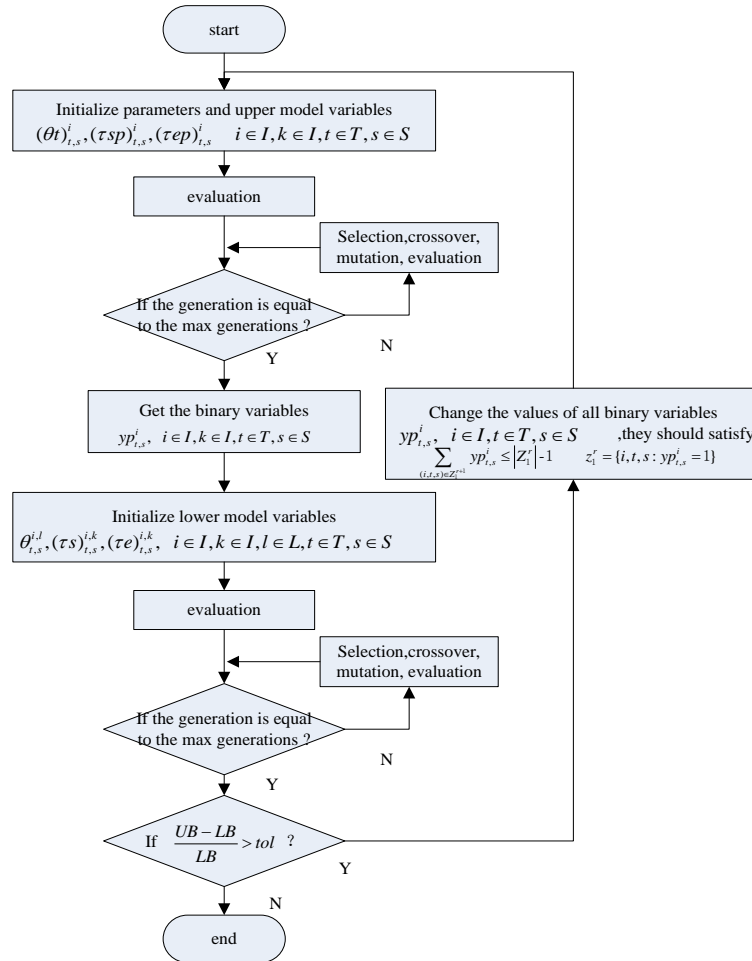 start
Initialize parameters and upper model variables
(θt)^i_{t,s}, (τsp)^i_{t,s}, (τep)^i_{t,s} i ∈ I, k ∈ I, t ∈ T, s ∈ S
evaluation
Selection,crossover,
mutation, evaluation
If the generation is equal
to the max generations ?
N
Y
Get the binary variables
yp^i_{t,s}, i ∈ I, k ∈ I, t ∈ T, s ∈ S
Change the values of all binary variables
yp^i_{t,s}, i ∈ I, t ∈ T, s ∈ S ,they should satisfy
∑_{(i,t,s)∈Z_1^{r+1}} yp^i_{t,s} ≤ |Z_1^r| -1 z_1^r = {i,t,s : yp^i_{t,s} = 1}
Initialize lower model variables
θ^{i,l}_{t,s}, (τs)^{i,k}_{t,s}, (τe)^{i,k}_{t,s}, i ∈ I, k ∈ I, l ∈ L, t ∈ T, s ∈ S
evaluation
Selection,crossover,
mutation, evaluation
If the generation is equal
to the max generations ?
N
Y
If (UB − LB)/LB > tol ?
Y
N
end